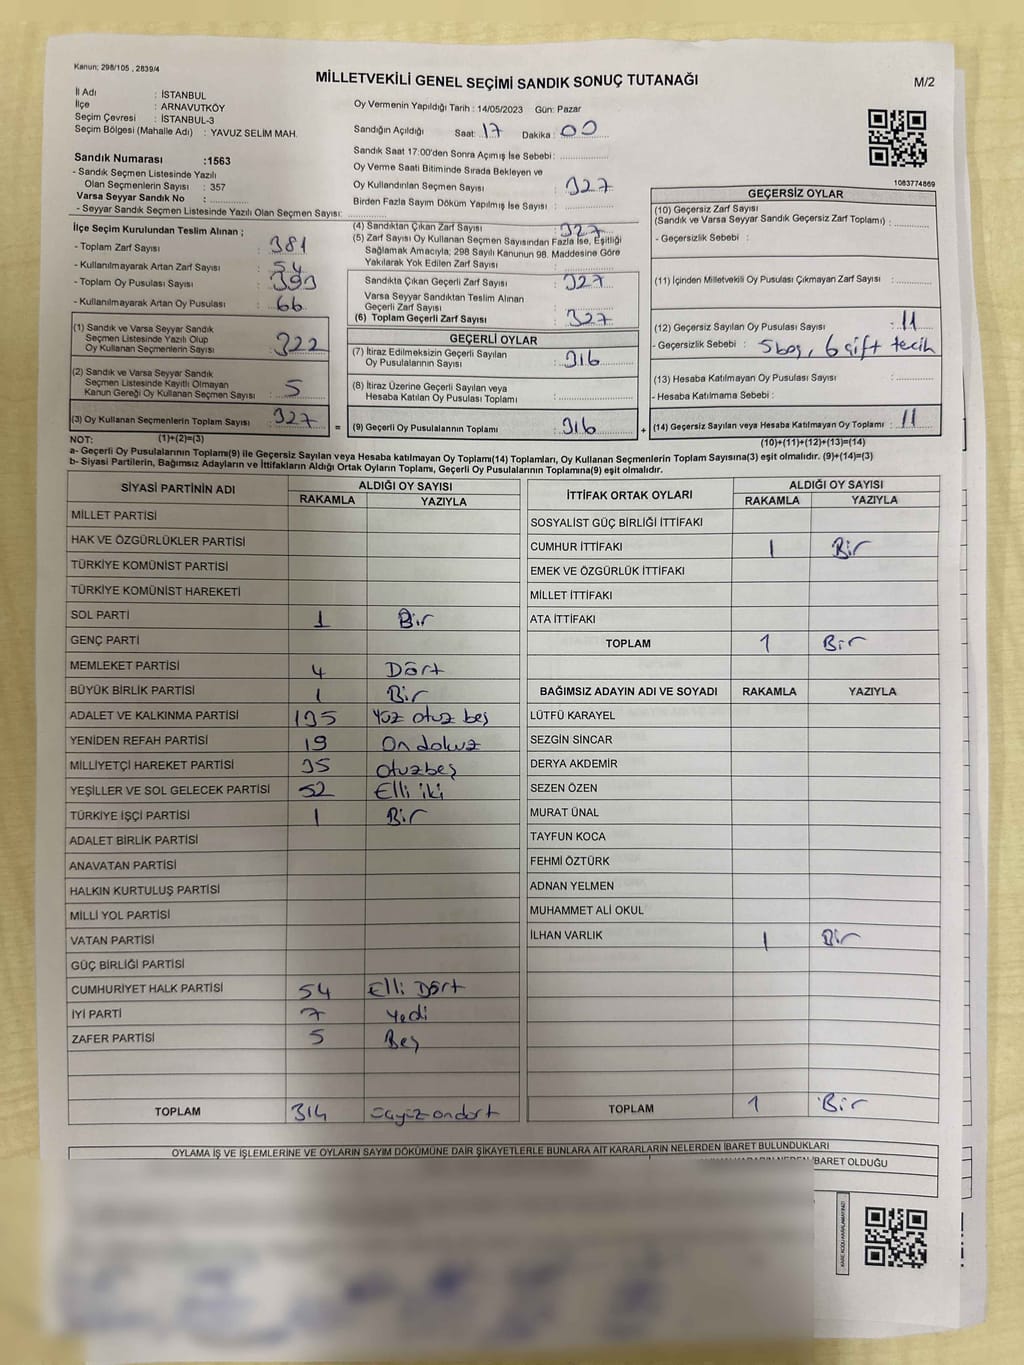 Kanun; 298/105 , 2839/4
MİLLETVEKİLİ GENEL SEÇİMİ SANDIK SONUÇ TUTANAĞI
M/2
İl Adı : İSTANBUL
İlçe : ARNAVUTKÖY
Seçim Çevresi : İSTANBUL-3
Seçim Bölgesi (Mahalle Adı) : YAVUZ SELİM MAH.
Sandık Numarası :1563
- Sandık Seçmen Listesinde Yazılı
Olan Seçmenlerin Sayısı : 357
Varsa Seyyar Sandık No :
- Seyyar Sandık Seçmen Listesinde Yazılı Olan Seçmen Sayısı:
İlçe Seçim Kurulundan Teslim Alınan ;
- Toplam Zarf Sayısı : 381
- Kullanılmayarak Artan Zarf Sayısı : 54
- Toplam Oy Pusulası Sayısı : 393
- Kullanılmayarak Artan Oy Pusulası : 66
(1) Sandık ve Varsa Seyyar Sandık
Seçmen Listesinde Yazılı Olup
Oy Kullanan Seçmenlerin Sayısı : 322
(2) Sandık ve Varsa Seyyar Sandık
Seçmen Listesinde Kayıtlı Olmayan
Kanun Gereği Oy Kullanan Seçmen Sayısı : 5
(3) Oy Kullanan Seçmenlerin Toplam Sayısı : 327
Oy Vermenin Yapıldığı Tarih : 14/05/2023 Gün: Pazar
Sandığın Açıldığı Saat: 17 Dakika : 00
Sandık Saat 17:00'den Sonra Açımış İse Sebebi:
Oy Verme Saati Bitiminde Sırada Bekleyen ve
Oy Kullandırılan Seçmen Sayısı : 327
Birden Fazla Sayım Döküm Yapılmış İse Sayısı :
(4) Sandıktan Çıkan Zarf Sayısı : 327
(5) Zarf Sayısı Oy Kullanan Seçmen Sayısından Fazla İse, Eşitliği
Sağlamak Amacıyla; 298 Sayılı Kanunun 98. Maddesine Göre
Yakılarak Yok Edilen Zarf Sayısı :
Sandıkta Çıkan Geçerli Zarf Sayısı : 327
Varsa Seyyar Sandıktan Teslim Alınan
Geçerli Zarf Sayısı :
(6) Toplam Geçerli Zarf Sayısı : 327
GEÇERLİ OYLAR
(7) İtiraz Edilmeksizin Geçerli Sayılan
Oy Pusulalarının Sayısı : 316
(8) İtiraz Üzerine Geçerli Sayılan veya
Hesaba Katılan Oy Pusulası Toplamı :
= (9) Geçerli Oy Pusulalarının Toplamı : 316 +
1083774869
GEÇERSİZ OYLAR
(10) Geçersiz Zarf Sayısı
(Sandık ve Varsa Seyyar Sandık Geçersiz Zarf Toplamı) :
- Geçersizlik Sebebi :
(11) İçinden Milletvekili Oy Pusulası Çıkmayan Zarf Sayısı :
(12) Geçersiz Sayılan Oy Pusulası Sayısı : 11
- Geçersizlik Sebebi : 5 boş, 6 çift tecih
(13) Hesaba Katılmayan Oy Pusulası Sayısı :
- Hesaba Katılmama Sebebi :
(14) Geçersiz Sayılan veya Hesaba Katılmayan Oy Toplamı : 11
NOT: (1)+(2)=(3) (10)+(11)+(12)+(13)=(14)
a- Geçerli Oy Pusulalarının Toplamı(9) ile Geçersiz Sayılan veya Hesaba katılmayan Oy Toplamı(14) Toplamları, Oy Kullanan Seçmenlerin Toplam Sayısına(3) eşit olmalıdır. (9)+(14)=(3)
b- Siyasi Partilerin, Bağımsız Adayların ve İttifakların Aldığı Ortak Oyların Toplamı, Geçerli Oy Pusulalarının Toplamına(9) eşit olmalıdır.
SİYASİ PARTİNİN ADI ALDIĞI OY SAYISI
RAKAMLA YAZIYLA
MİLLET PARTİSİ
HAK VE ÖZGÜRLÜKLER PARTİSİ
TÜRKİYE KOMÜNİST PARTİSİ
TÜRKİYE KOMÜNİST HAREKETİ
SOL PARTİ 1 Bir
GENÇ PARTİ
MEMLEKET PARTİSİ 4 Dört
BÜYÜK BİRLİK PARTİSİ 1 Bir
ADALET VE KALKINMA PARTİSİ 135 Yüz otuz beş
YENİDEN REFAH PARTİSİ 19 On dokuz
MİLLİYETÇİ HAREKET PARTİSİ 35 otuzbeş
YEŞİLLER VE SOL GELECEK PARTİSİ 52 Elli iki
TÜRKİYE İŞÇİ PARTİSİ 1 Bir
ADALET BİRLİK PARTİSİ
ANAVATAN PARTİSİ
HALKIN KURTULUŞ PARTİSİ
MİLLİ YOL PARTİSİ
VATAN PARTİSİ
GÜÇ BİRLİĞİ PARTİSİ
CUMHURİYET HALK PARTİSİ 54 Elli Dört
İYİ PARTİ 7 Yedi
ZAFER PARTİSİ 5 Beş
TOPLAM 314
İTTİFAK ORTAK OYLARI ALDIĞI OY SAYISI
RAKAMLA YAZIYLA
SOSYALİST GÜÇ BİRLİĞİ İTTİFAKI
CUMHUR İTTİFAKI 1 Bir
EMEK VE ÖZGÜRLÜK İTTİFAKI
MİLLET İTTİFAKI
ATA İTTİFAKI
TOPLAM 1 Bir
BAĞIMSIZ ADAYIN ADI VE SOYADI RAKAMLA YAZIYLA
LÜTFÜ KARAYEL
SEZGİN SİNCAR
DERYA AKDEMİR
SEZEN ÖZEN
MURAT ÜNAL
TAYFUN KOCA
FEHMİ ÖZTÜRK
ADNAN YELMEN
MUHAMMET ALİ OKUL
İLHAN VARLIK 1 Bir
TOPLAM 1 Bir
OYLAMA İŞ VE İŞLEMLERİNE VE OYLARIN SAYIM DÖKÜMÜNE DAİR ŞİKAYETLERLE BUNLARA AİT KARARLARIN NELERDEN İBARET BULUNDUKLARI
İBARET OLDUĞU